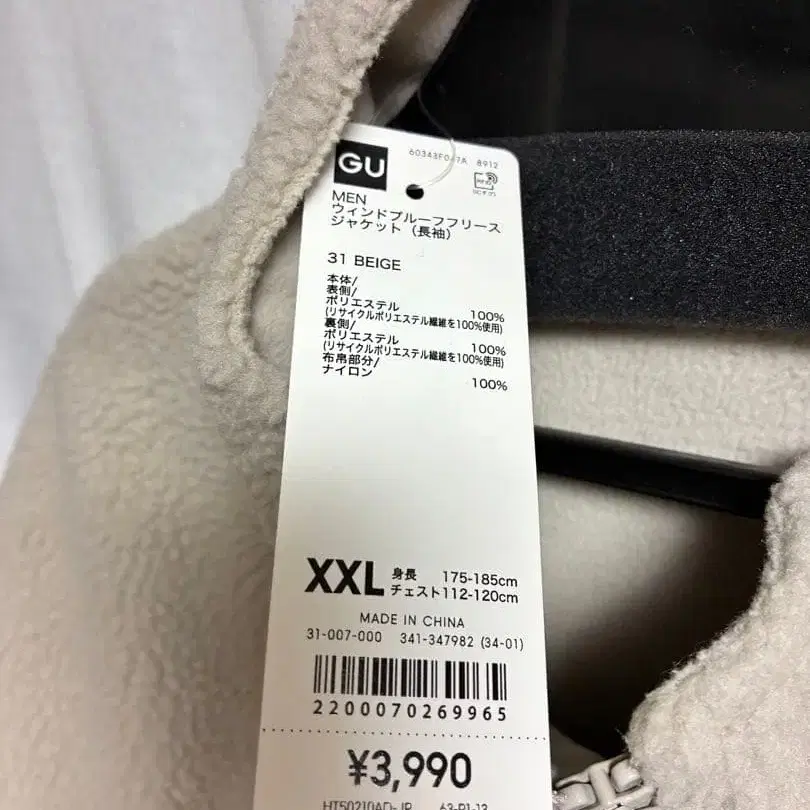 GU
8912
MEN
ウィンドプルーフフリース
ジャケット（長袖）
31 BEIGE
本体/
表側/
ポリエステル 100%
(リサイクルポリエステル繊維を100%使用)
裏側/
ポリエステル 100%
(リサイクルポリエステル繊維を100%使用)
布帛部分/
ナイロン 100%
XXL 身長 175-185cm
チェスト112-120cm
MADE IN CHINA
31-007-000 341-347982 (34-01)
2200070269965
¥3,990